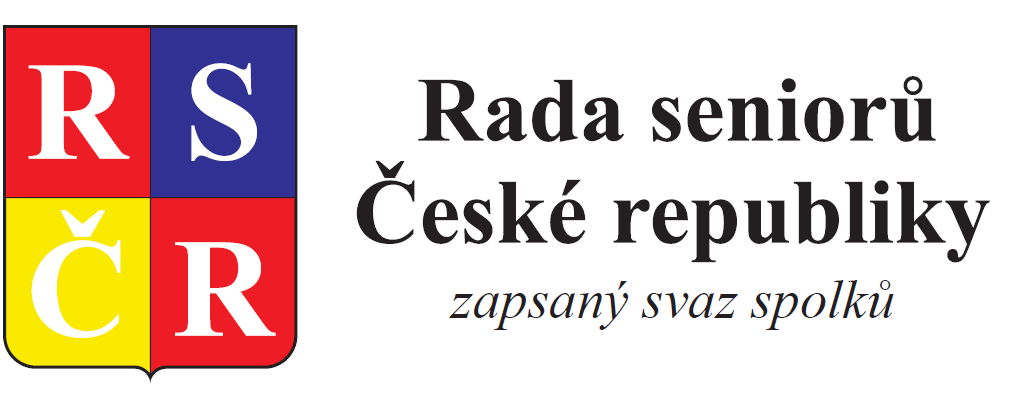 R S
Č R
Rada seniorů
České republiky
zapsaný svaz spolků